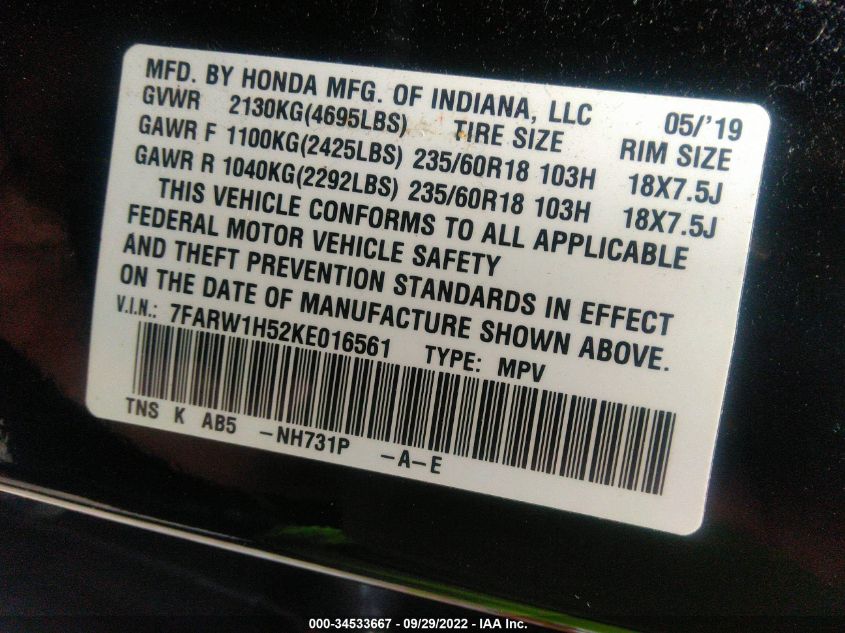 MFD. BY HONDA MFG. OF INDIANA, LLC 05/'19
GVWR 2130KG(4695LBS) TIRE SIZE RIM SIZE
GAWR F 1100KG(2425LBS) 235/60R18 103H 18X7.5J
GAWR R 1040KG(2292LBS) 235/60R18 103H 18X7.5J
THIS VEHICLE CONFORMS TO ALL APPLICABLE
FEDERAL MOTOR VEHICLE SAFETY
AND THEFT PREVENTION STANDARDS IN EFFECT
ON THE DATE OF MANUFACTURE SHOWN ABOVE.
V.I.N.: 7FARW1H52KE016561 TYPE: MPV
TNS K AB5 -NH731P -A-E
000-34533667 - 09/29/2022 - IAA Inc.